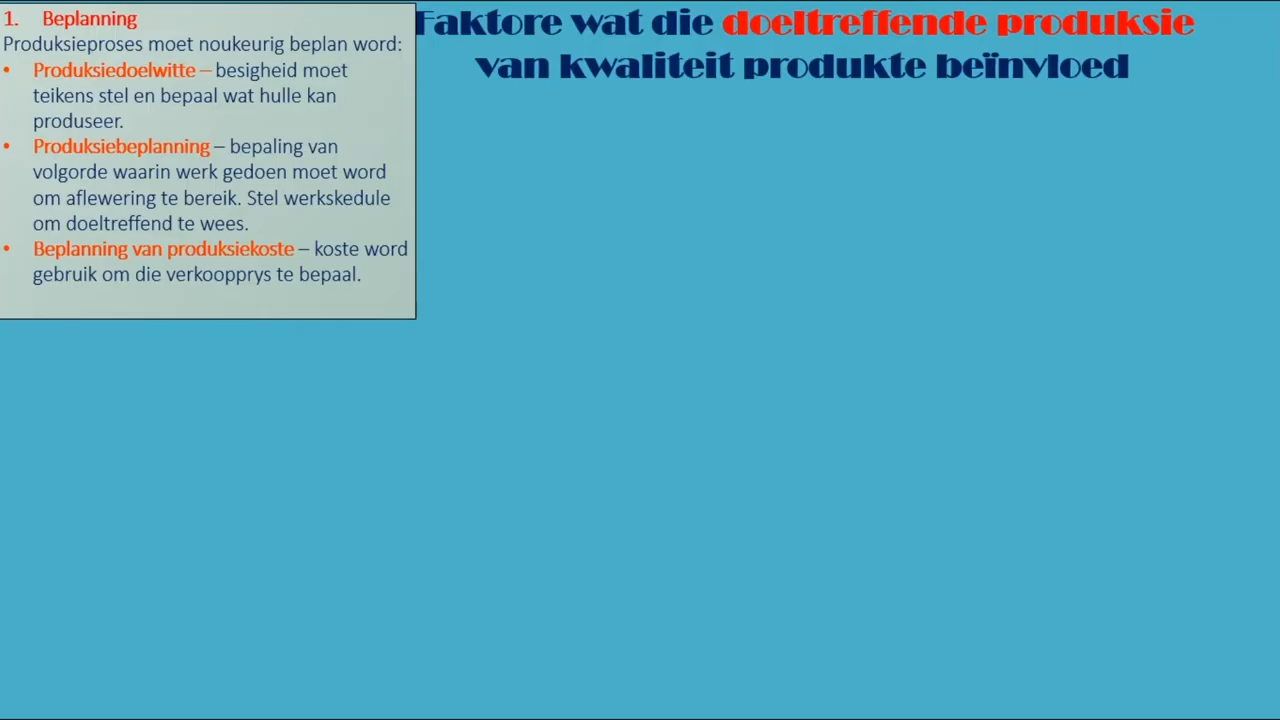 Faktore wat die doeltreffende produksie
van kwaliteit produkte beïnvloed
1. Beplanning
Produksieproses moet noukeurig beplan word:
• Produksiedoelwitte – besigheid moet
teikens stel en bepaal wat hulle kan
produseer.
• Produksiebeplanning – bepaling van
volgorde waarin werk gedoen moet word
om aflewering te bereik. Stel werkskedule
om doeltreffend te wees.
• Beplanning van produksiekoste – koste word
gebruik om die verkoopprys te bepaal.